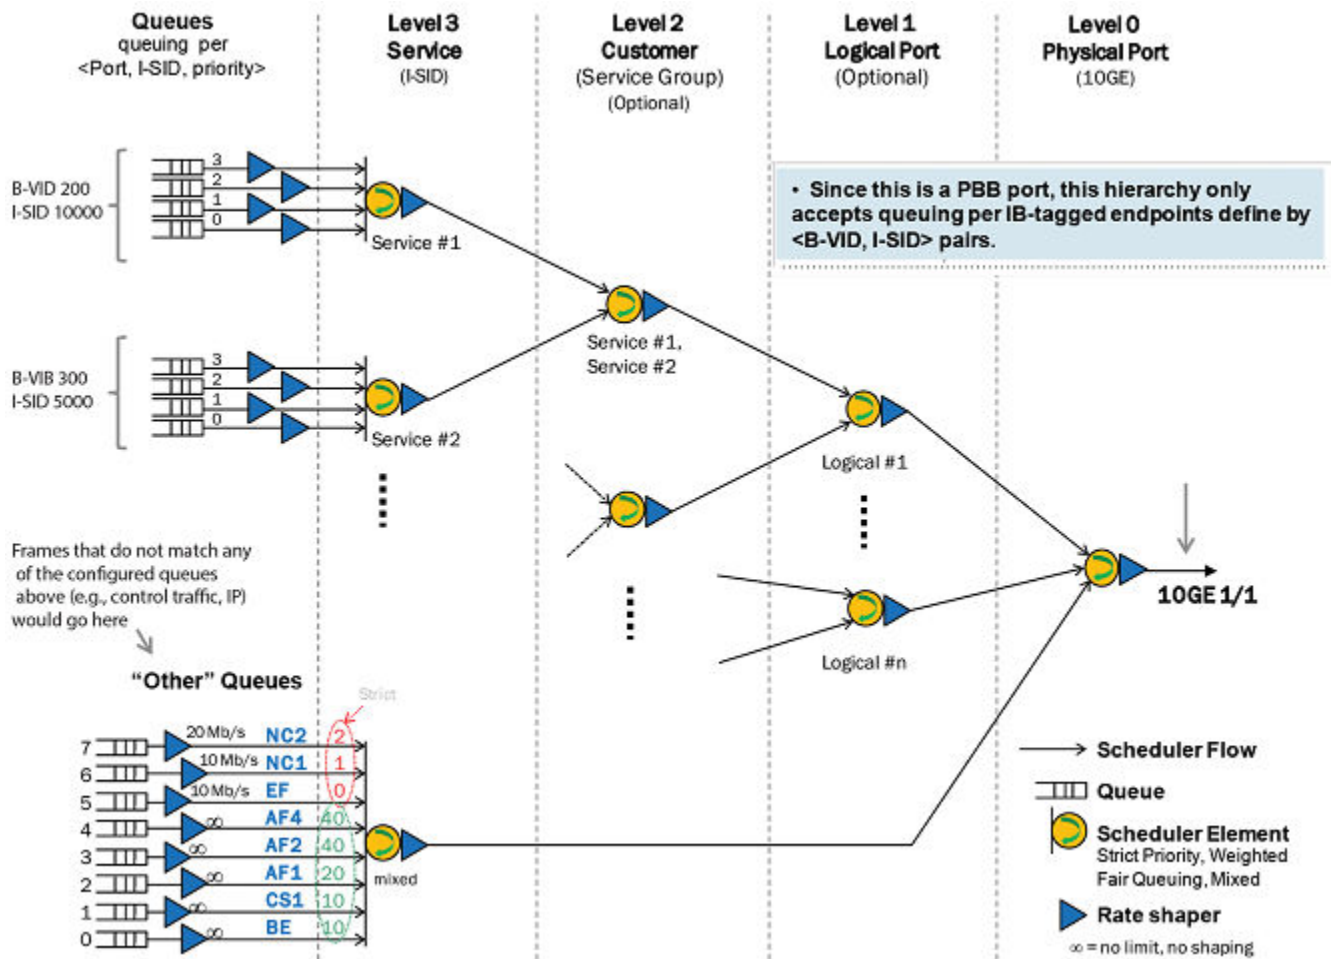 Queues
queuing per
<Port, I-SID, priority>
Level 3
Service
(I-SID)
Level 2
Customer
(Service Group)
(Optional)
Level 1
Logical Port
(Optional)
Level 0
Physical Port
(10GE)
B-VID 200
I-SID 10000
3
2
1
0
Service #1
• Since this is a PBB port, this hierarchy only
accepts queuing per IB-tagged endpoints define by
<B-VID, I-SID> pairs.
Service #1,
Service #2
B-VIB 300
I-SID 5000
3
2
1
0
Service #2
Logical #1
Frames that do not match any
of the configured queues
above (e.g., control traffic, IP)
would go here
10GE 1/1
Logical #n
"Other" Queues
Strict
7 20 Mb/s NC2 2
6 10 Mb/s NC1 1
5 10 Mb/s EF 0
4 ∞ AF4 40
3 ∞ AF2 40
2 ∞ AF1 20
1 ∞ CS1 10
0 ∞ BE 10
mixed
Scheduler Flow
Queue
Scheduler Element
Strict Priority, Weighted
Fair Queuing, Mixed
Rate shaper
∞ = no limit, no shaping